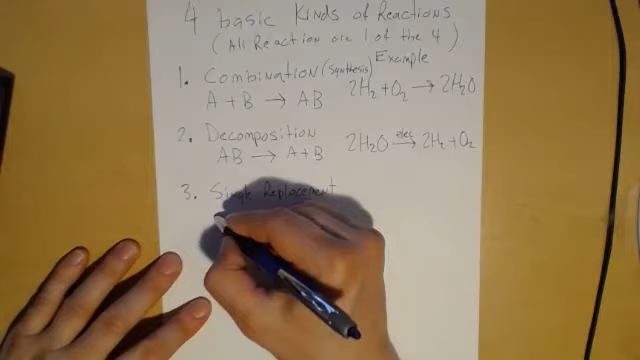 4 basic Kinds of Reactions
(All Reaction are 1 of the 4)
Example
1. Combination (Synthesis)
A + B → AB 2H₂ + O₂ → 2H₂O
2. Decomposition
AB → A + B 2H₂O elec→ 2H₂ + O₂
3. Single Replacement